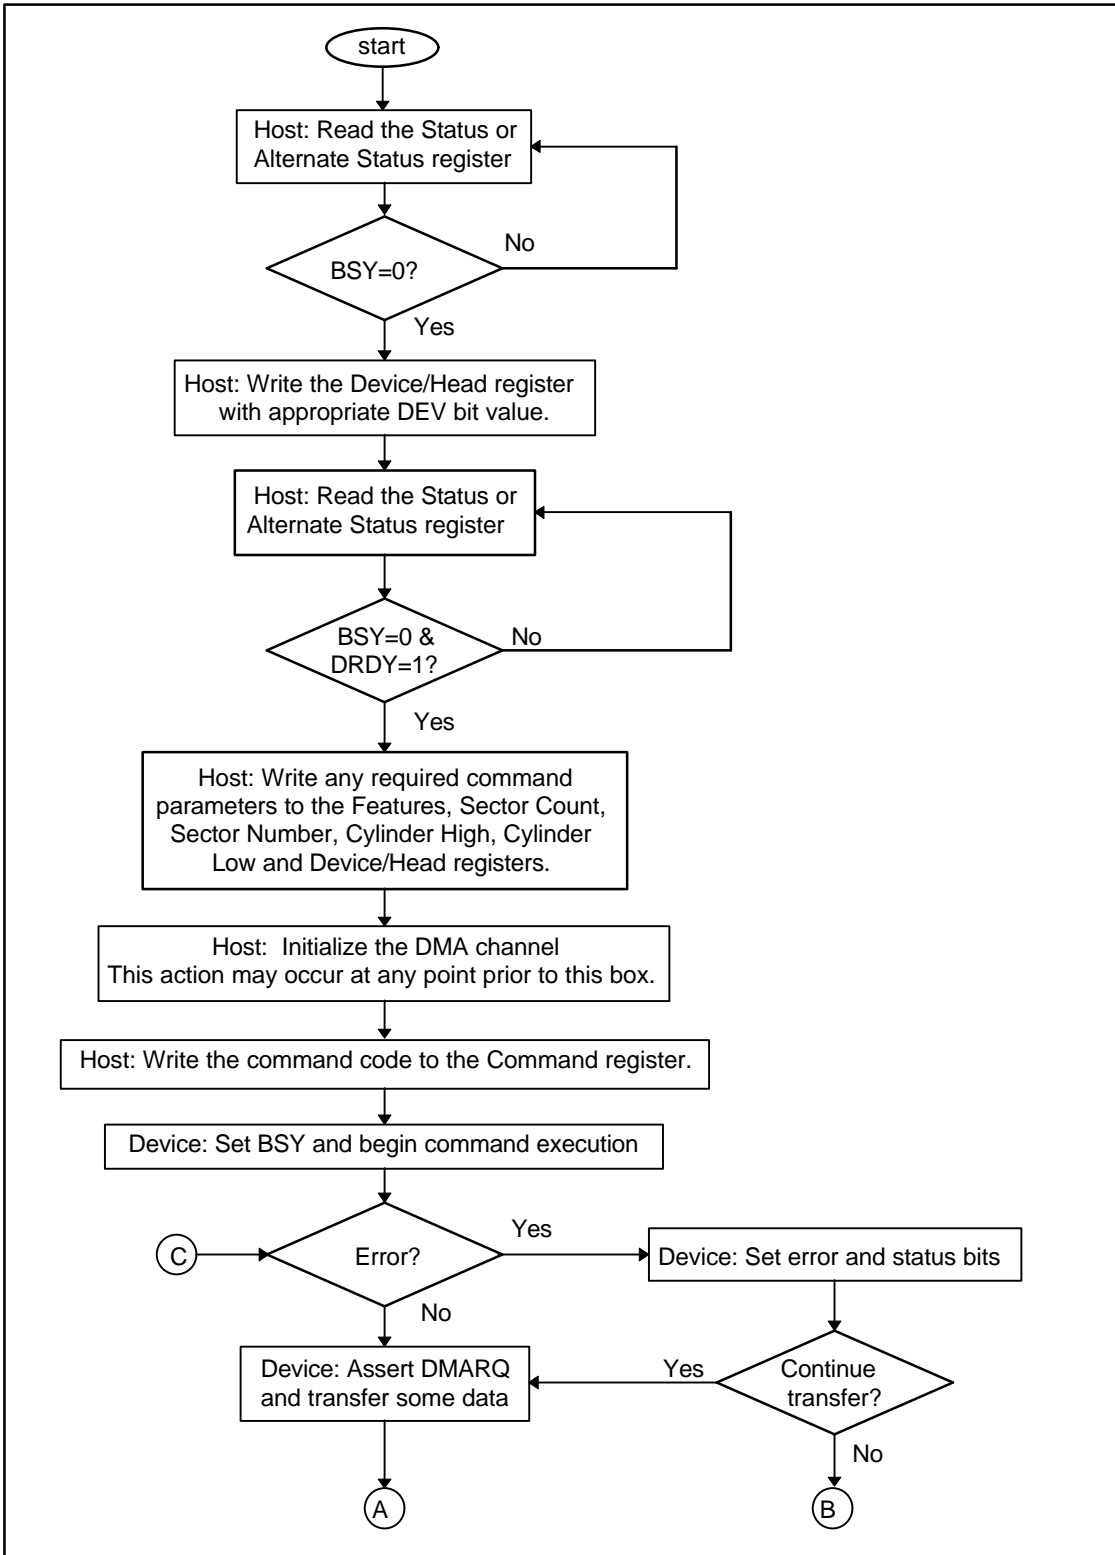 start
Host: Read the Status or
Alternate Status register
No
BSY=0?
Yes
Host: Write the Device/Head register
with appropriate DEV bit value.
Host: Read the Status or
Alternate Status register
BSY=0 &
DRDY=1?
No
Yes
Host: Write any required command
parameters to the Features, Sector Count,
Sector Number, Cylinder High, Cylinder
Low and Device/Head registers.
Host:  Initialize the DMA channel
This action may occur at any point prior to this box.
Host: Write the command code to the Command register.
Device: Set BSY and begin command execution
C
Error?
Yes
Device: Set error and status bits
No
Device: Assert DMARQ
and transfer some data
Yes
Continue
transfer?
No
A
B